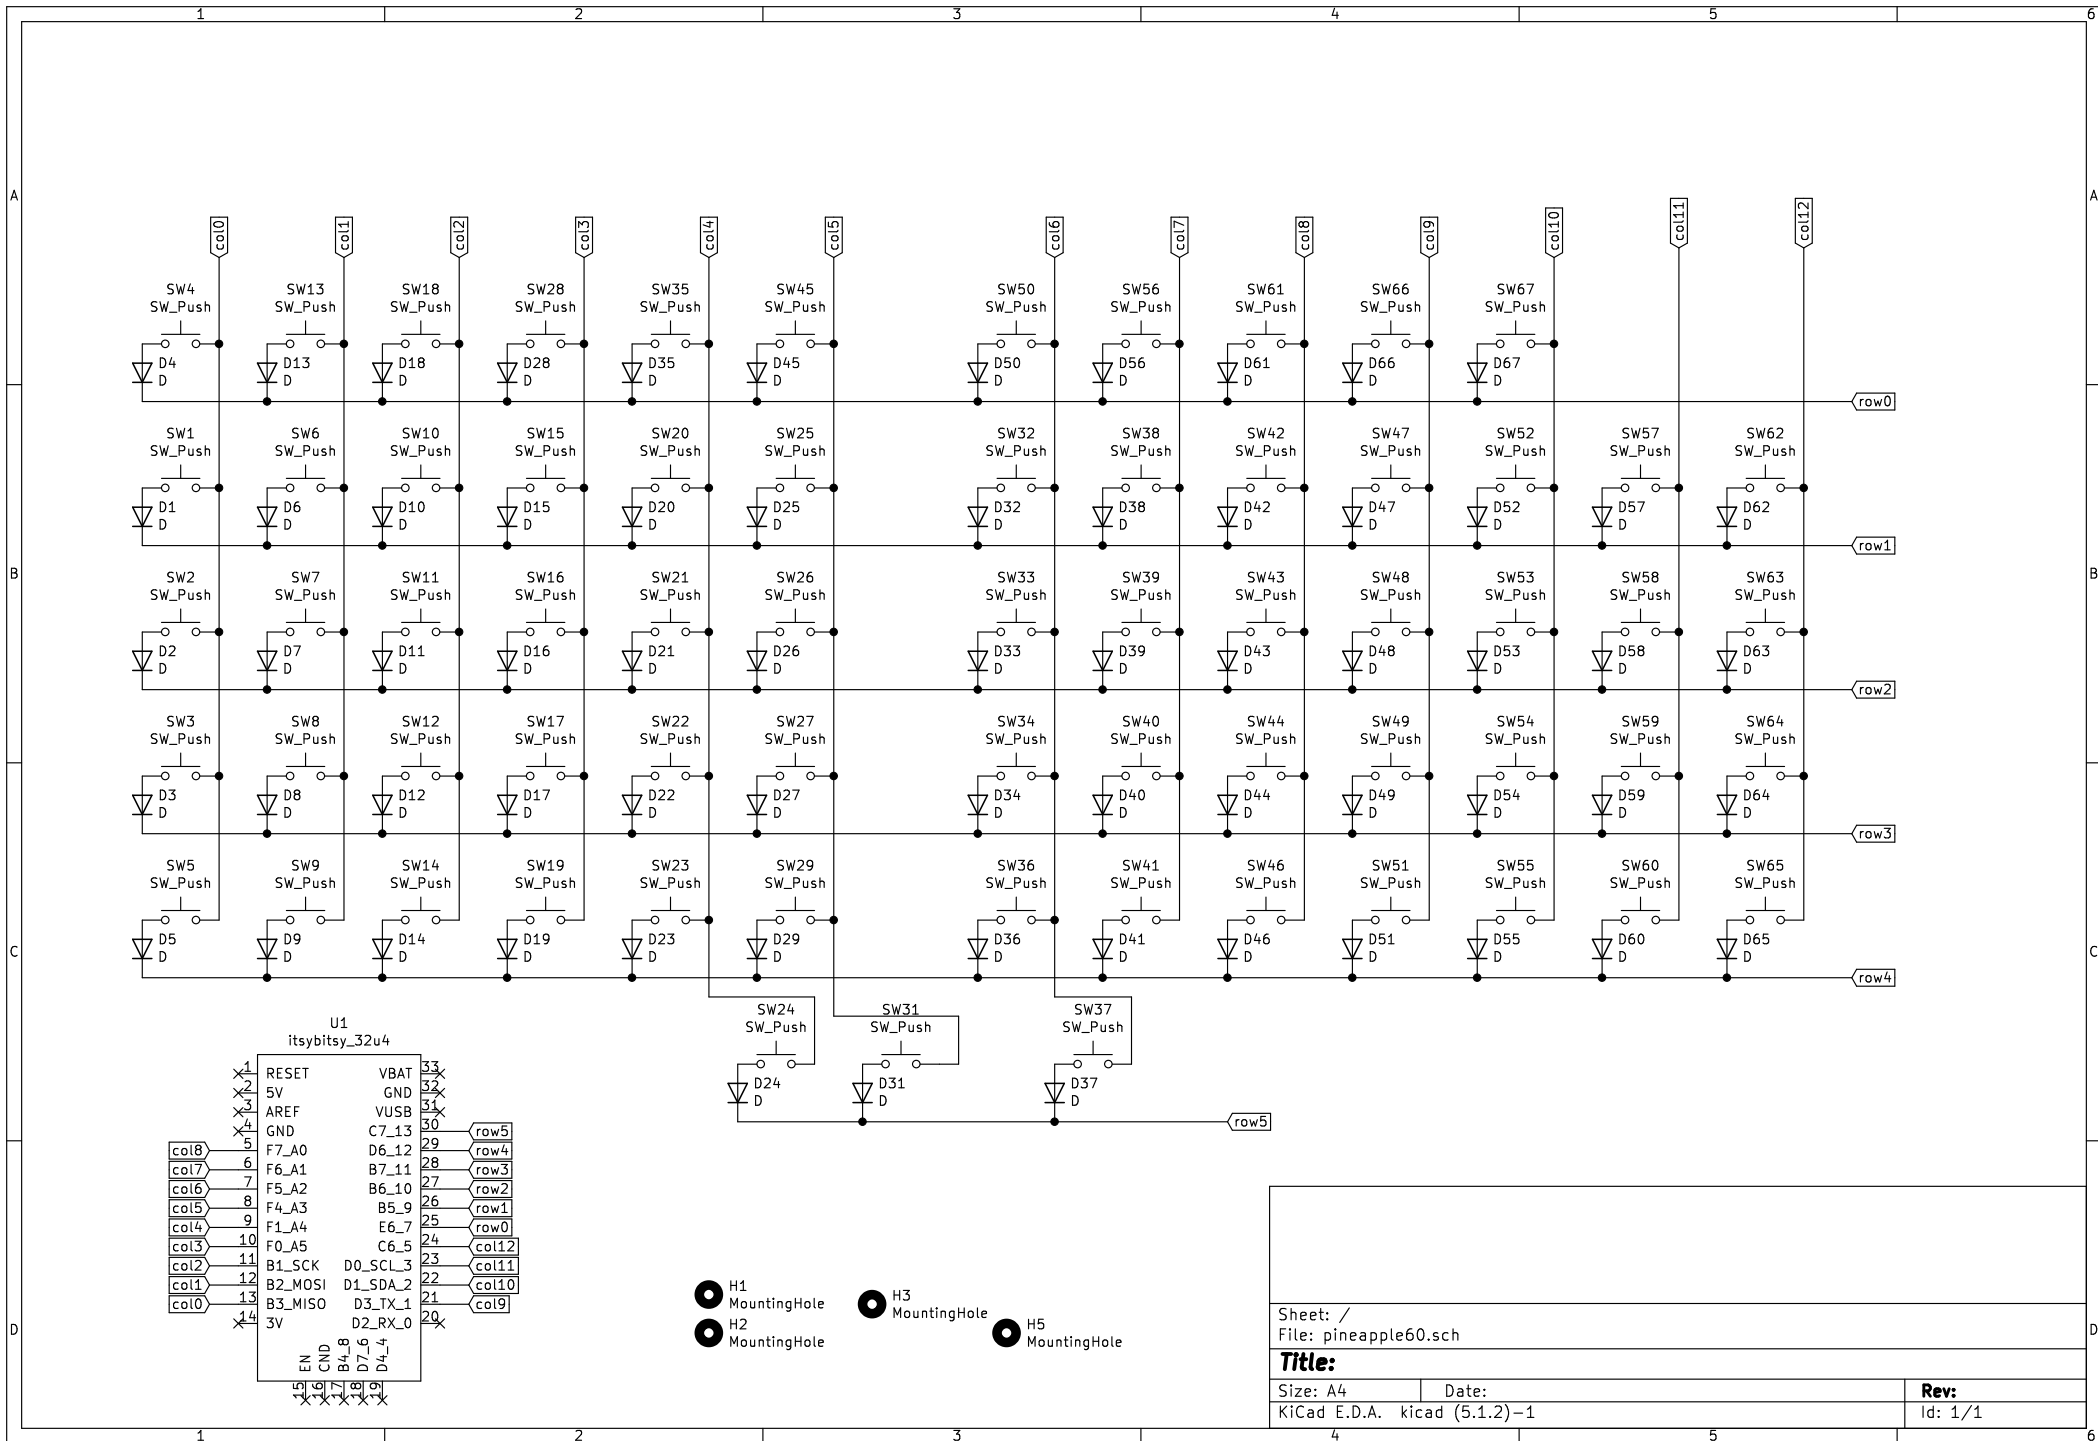 1 2 3 4 5 6
A A
col0 col1 col2 col3 col4 col5 col6 col7 col8 col9 col10 col11 col12
SW4 SW13 SW18 SW28 SW35 SW45 SW50 SW56 SW61 SW66 SW67
SW_Push SW_Push SW_Push SW_Push SW_Push SW_Push SW_Push SW_Push SW_Push SW_Push SW_Push
D4 D13 D18 D28 D35 D45 D50 D56 D61 D66 D67
D D D D D D D D D D D
row0
SW1 SW6 SW10 SW15 SW20 SW25 SW32 SW38 SW42 SW47 SW52 SW57 SW62
SW_Push SW_Push SW_Push SW_Push SW_Push SW_Push SW_Push SW_Push SW_Push SW_Push SW_Push SW_Push SW_Push
D1 D6 D10 D15 D20 D25 D32 D38 D42 D47 D52 D57 D62
D D D D D D D D D D D D D
row1
B B
SW2 SW7 SW11 SW16 SW21 SW26 SW33 SW39 SW43 SW48 SW53 SW58 SW63
SW_Push SW_Push SW_Push SW_Push SW_Push SW_Push SW_Push SW_Push SW_Push SW_Push SW_Push SW_Push SW_Push
D2 D7 D11 D16 D21 D26 D33 D39 D43 D48 D53 D58 D63
D D D D D D D D D D D D D
row2
SW3 SW8 SW12 SW17 SW22 SW27 SW34 SW40 SW44 SW49 SW54 SW59 SW64
SW_Push SW_Push SW_Push SW_Push SW_Push SW_Push SW_Push SW_Push SW_Push SW_Push SW_Push SW_Push SW_Push
D3 D8 D12 D17 D22 D27 D34 D40 D44 D49 D54 D59 D64
D D D D D D D D D D D D D
row3
SW5 SW9 SW14 SW19 SW23 SW29 SW36 SW41 SW46 SW51 SW55 SW60 SW65
SW_Push SW_Push SW_Push SW_Push SW_Push SW_Push SW_Push SW_Push SW_Push SW_Push SW_Push SW_Push SW_Push
D5 D9 D14 D19 D23 D29 D36 D41 D46 D51 D55 D60 D65
D D D D D D D D D D D D D
C C
row4
SW24 SW31 SW37
SW_Push SW_Push SW_Push
D24 D31 D37
D D D
row5
U1
itsybitsy_32u4
1 RESET VBAT 33
2 5V GND 32
3 AREF VUSB 31
4 GND C7_13 30 row5
col8 5 F7_A0 D6_12 29 row4
col7 6 F6_A1 B7_11 28 row3
col6 7 F5_A2 B6_10 27 row2
col5 8 F4_A3 B5_9 26 row1
col4 9 F1_A4 E6_7 25 row0
col3 10 F0_A5 C6_5 24 col12
col2 11 B1_SCK D0_SCL_3 23 col11
col1 12 B2_MOSI D1_SDA_2 22 col10
col0 13 B3_MISO D3_TX_1 21 col9
14 3V D2_RX_0 20
EN CND B4_8 D7_6 D4_4
15 16 17 18 19
H1
MountingHole
H2
MountingHole
H3
MountingHole
H5
MountingHole
D D
Sheet: /
File: pineapple60.sch
Title:
Size: A4 Date: Rev:
KiCad E.D.A. kicad (5.1.2)-1 Id: 1/1
1 2 3 4 5 6